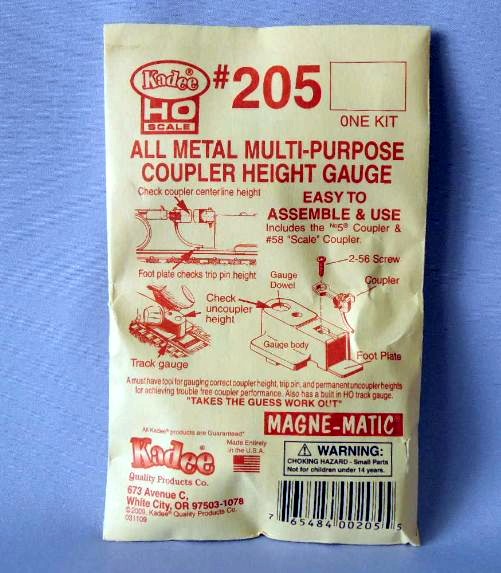 Kadee
HO
SCALE
#205
ONE KIT
ALL METAL MULTI-PURPOSE
COUPLER HEIGHT GAUGE
Check coupler centerline height
EASY TO
ASSEMBLE & USE
Includes the No5® Coupler &
#58 "Scale" Coupler.
Foot plate checks trip pin height
Gauge
Dowel
2-56 Screw
Coupler
Check
uncoupler
height
Gauge body
Foot Plate
Track gauge
A must have tool for gauging correct coupler height, trip pin, and permanent uncoupler heights
for achieving trouble free coupler performance. Also has a built in HO track gauge.
"TAKES THE GUESS WORK OUT"
MAGNE-MATIC
All Kadee® products are Guaranteed*
Made Entirely
in the U.S.A.
Kadee
Quality Products Co.
673 Avenue C,
White City, OR 97503-1078
©2009, Kadee® Quality Products Co.
031109
WARNING:
CHOKING HAZARD - Small Parts
Not for children under 14 years.
7 65484 00205 5